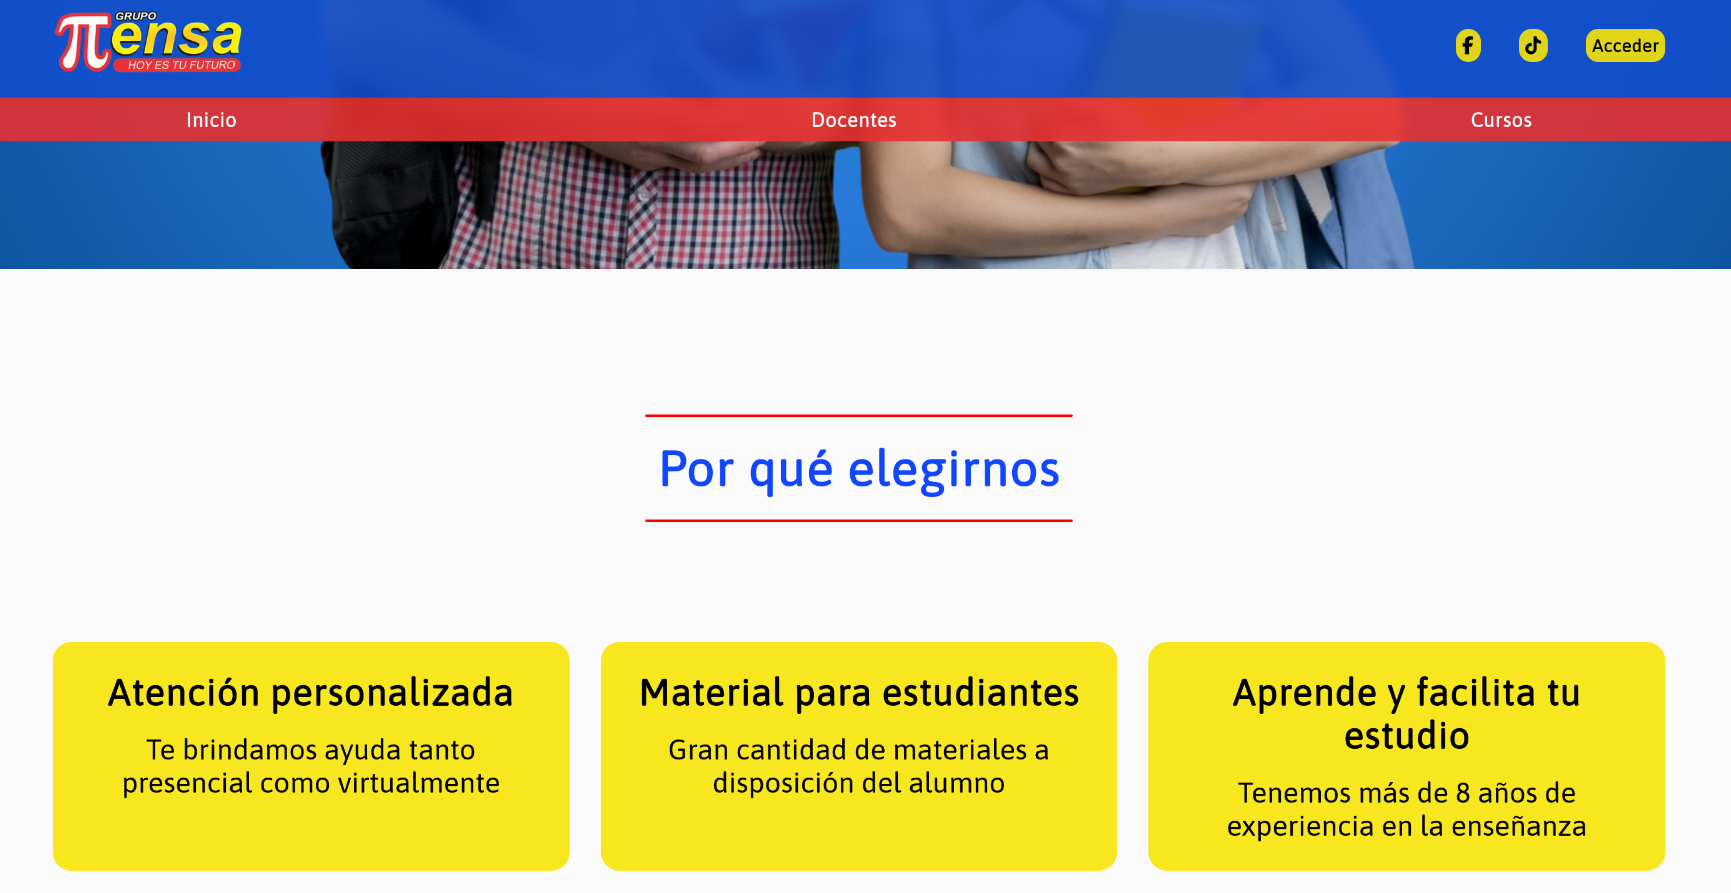 GRUPO
πensa
HOY ES TU FUTURO
Acceder
Inicio
Docentes
Cursos
Por qué elegirnos
Atención personalizada
Te brindamos ayuda tanto
presencial como virtualmente
Material para estudiantes
Gran cantidad de materiales a
disposición del alumno
Aprende y facilita tu
estudio
Tenemos más de 8 años de
experiencia en la enseñanza